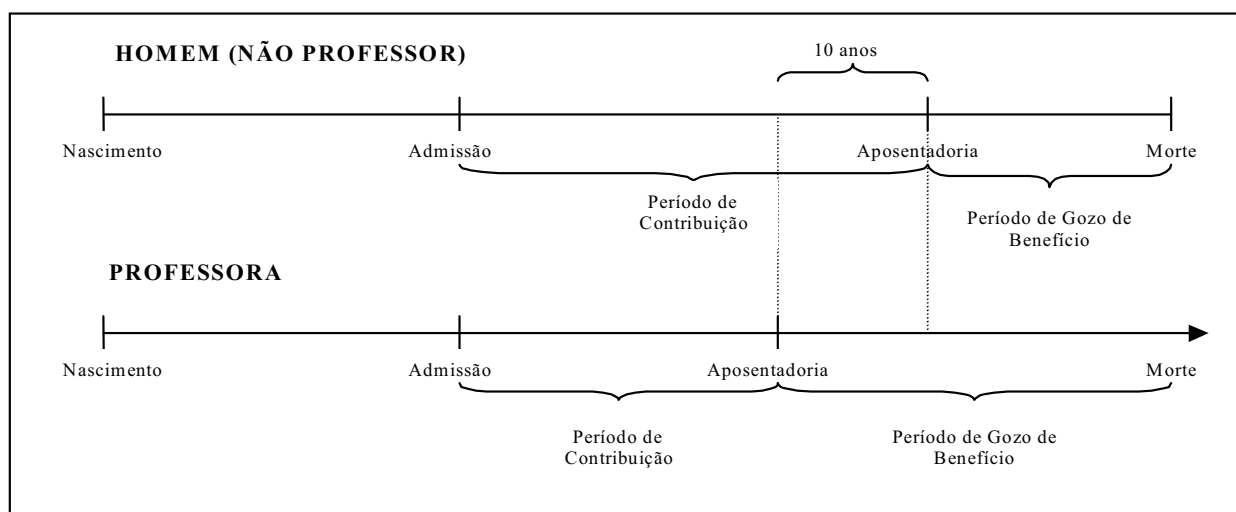 HOMEM (NÃO PROFESSOR)
10 anos
Nascimento
Admissão
Aposentadoria
Morte
Período de
Contribuição
Período de Gozo de
Benefício
PROFESSORA
Nascimento
Admissão
Aposentadoria
Morte
Período de
Contribuição
Período de Gozo de
Benefício